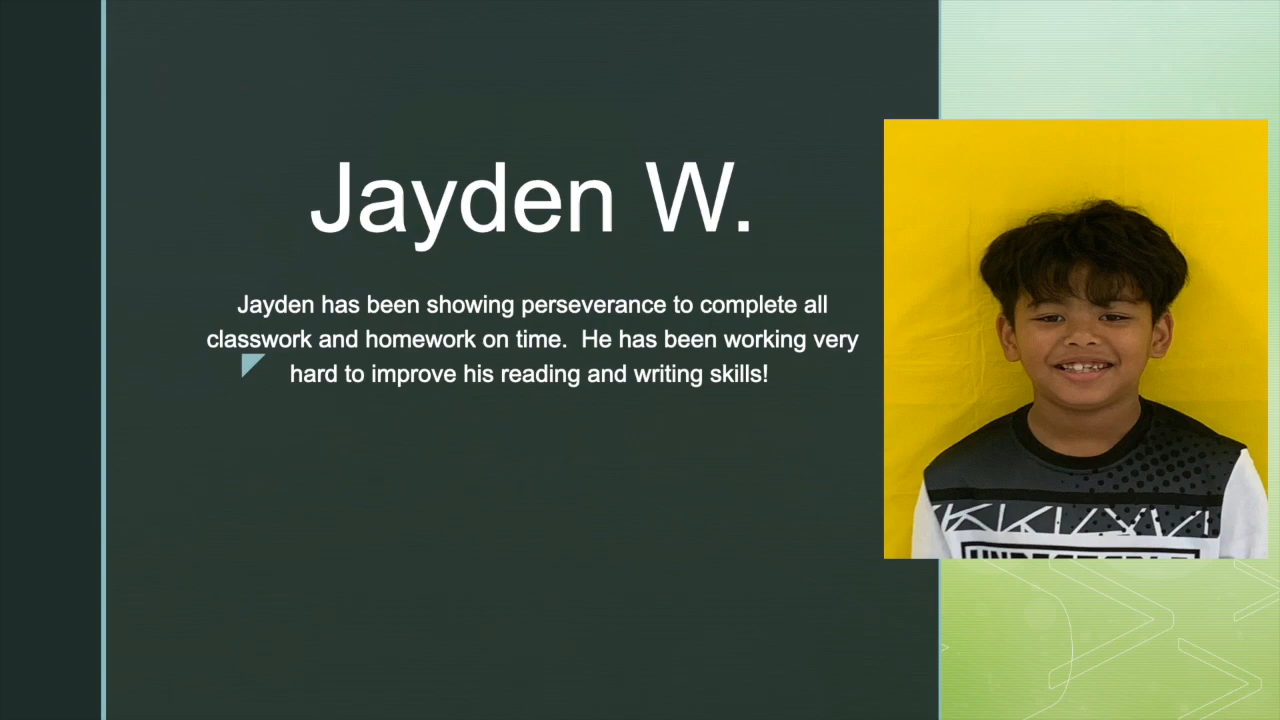 Jayden W.
Jayden has been showing perseverance to complete all
classwork and homework on time.  He has been working very
hard to improve his reading and writing skills!